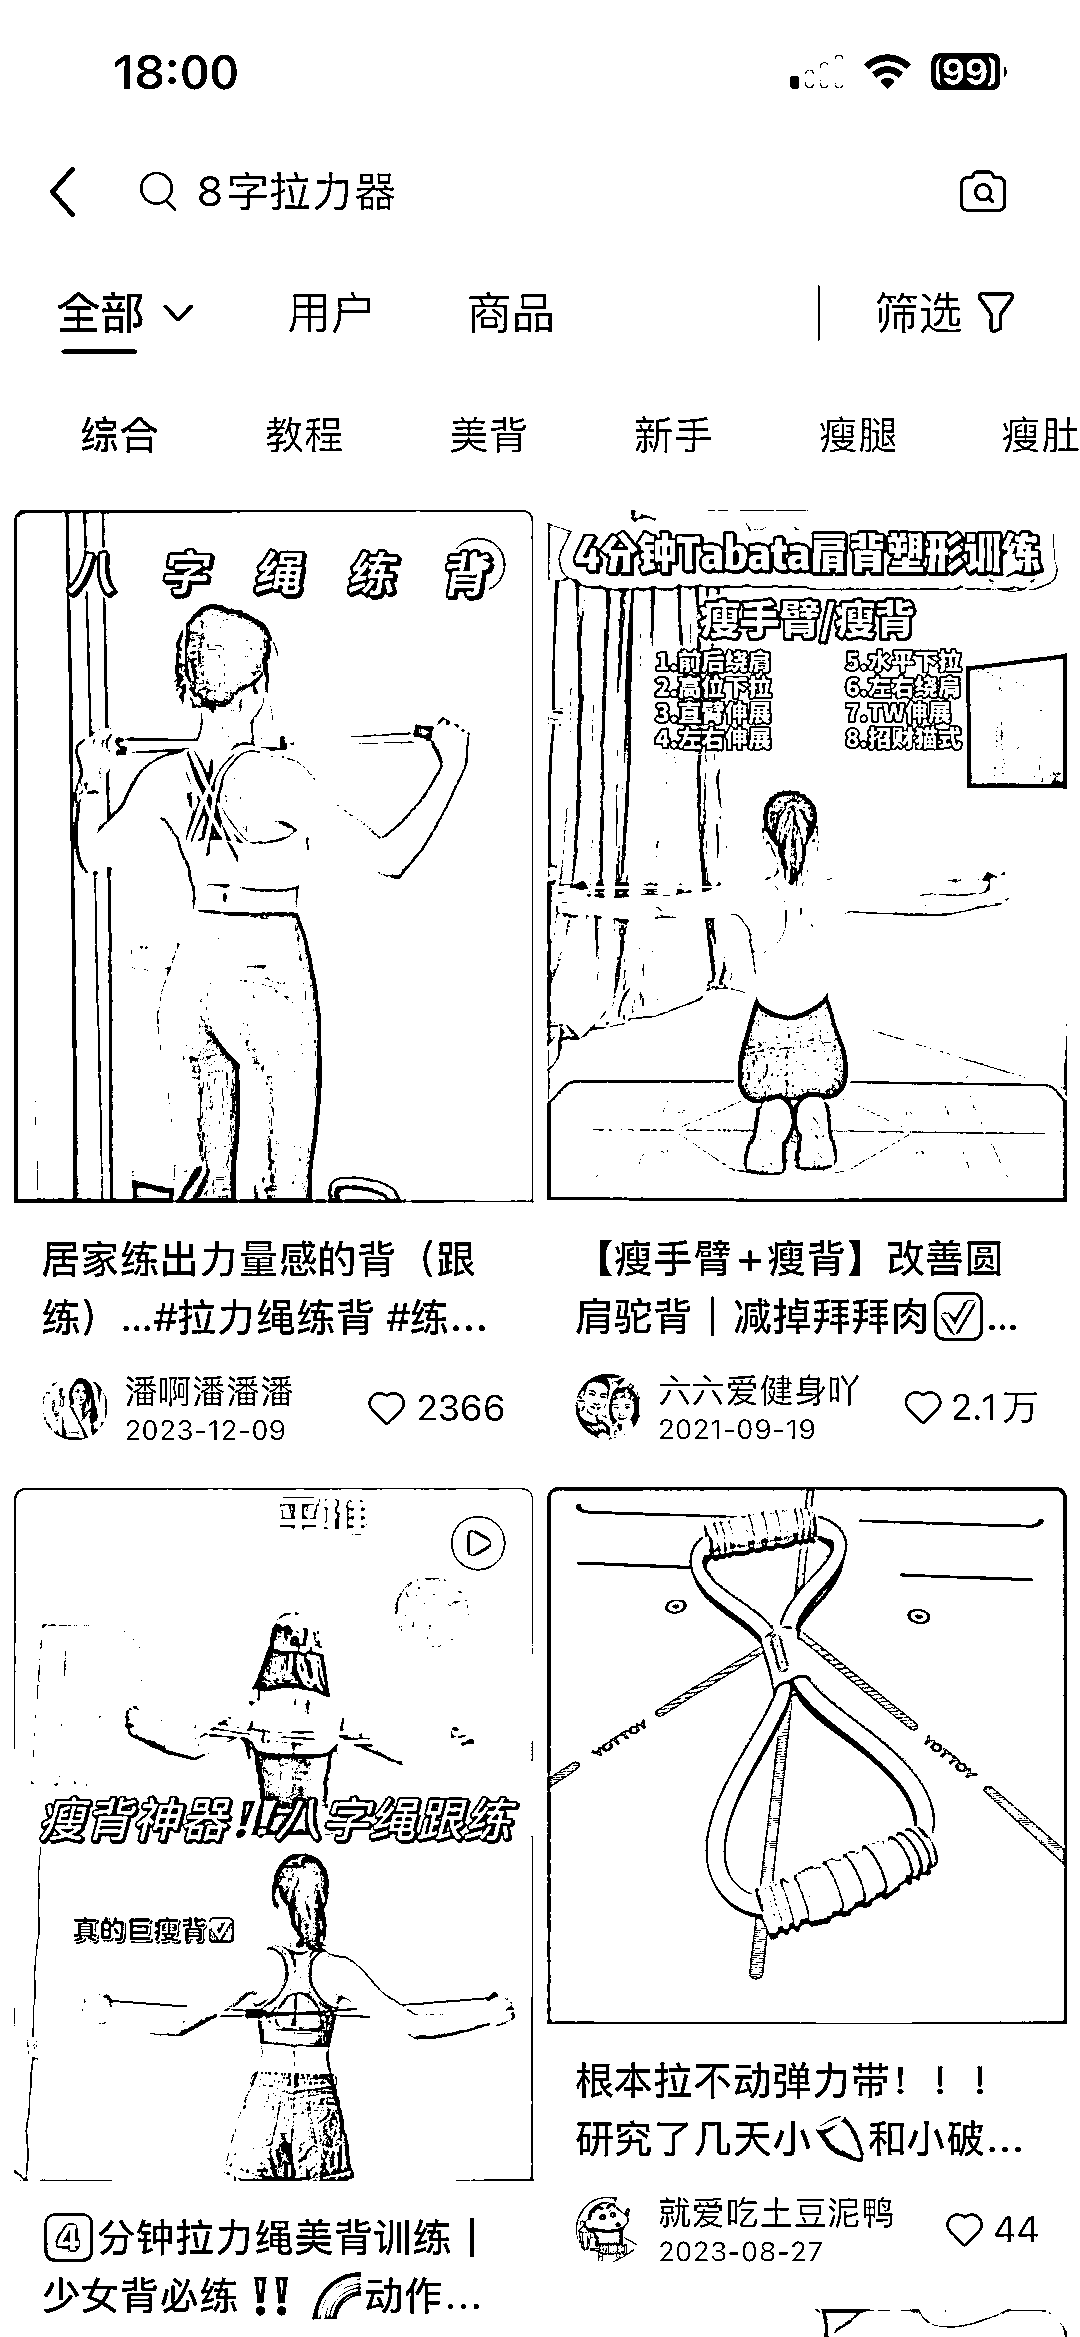 18:00
99
8字拉力器
全部
用户
商品
筛选
综合
教程
美背
新手
瘦腿
瘦肚
八字绳练背
4分钟Tabata肩背塑形训练
瘦手臂/瘦背
1.前后绕肩
2.高位下拉
3.直臂伸展
4.左右伸展
5.水平下拉
6.左右绕肩
7.TW伸展
8.招财猫式
居家练出力量感的背（跟
练）...#拉力绳练背 #练...
潘啊潘潘潘
2023-12-09
2366
【瘦手臂+瘦背】改善圆
肩驼背｜减掉拜拜肉☑...
六六爱健身吖
2021-09-19
2.1万
瘦背神器!!八字绳跟练
真的巨瘦背☑
YOTTOY
YOTTOY
4分钟拉力绳美背训练｜
少女背必练‼️🌈动作...
根本拉不动弹力带！！！
研究了几天小🍠和小破...
就爱吃土豆泥鸭
2023-08-27
44